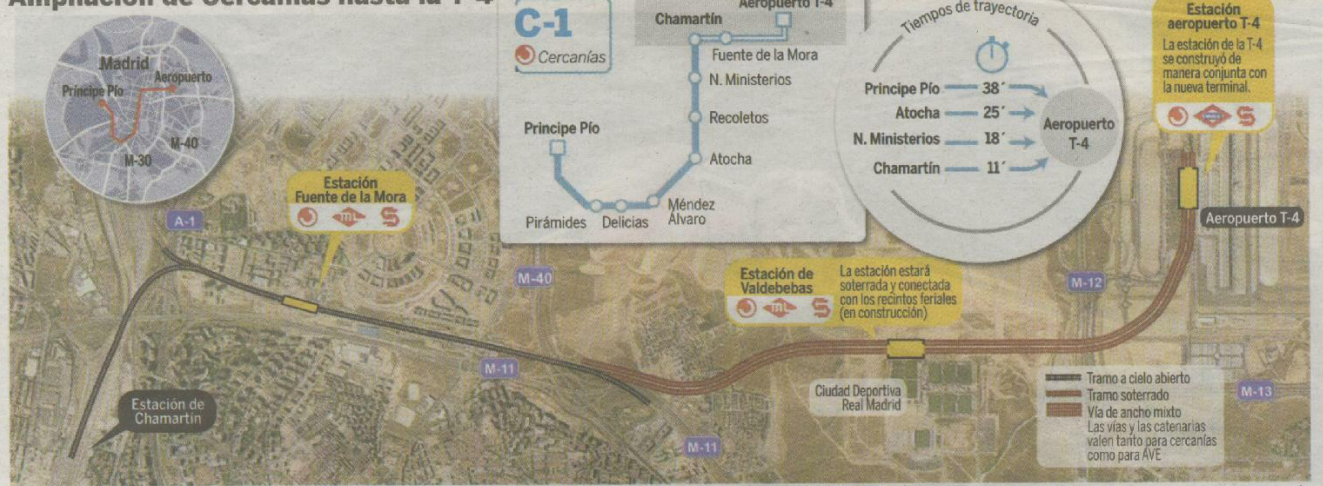 Ampliación de Cercanías hasta la T-4
Madrid
Príncipe Pío
Aeropuerto
M-40
M-30
C-1
Cercanías
Chamartín
Aeropuerto T-4
Fuente de la Mora
N. Ministerios
Recoletos
Atocha
Méndez
Álvaro
Delicias
Pirámides
Principe Pío
Tiempos de trayectoria
Principe Pío 38´
Atocha 25´
N. Ministerios 18´
Chamartín 11´
Aeropuerto
T-4
Estación
aeropuerto T-4
La estación de la T-4
se construyó de
manera conjunta con
la nueva terminal.
Aeropuerto T-4
A-1
Estación
Fuente de la Mora
ML
M-40
Estación de
Valdebebas
ML
La estación estará
soterrada y conectada
con los recintos feriales
(en construcción)
M-12
M-11
Ciudad Deportiva
Real Madrid
Estación de
Chamartín
M-11
M-13
Tramo a cielo abierto
Tramo soterrado
Vía de ancho mixto
Las vías y las catenarias
valen tanto para cercanías
como para AVE